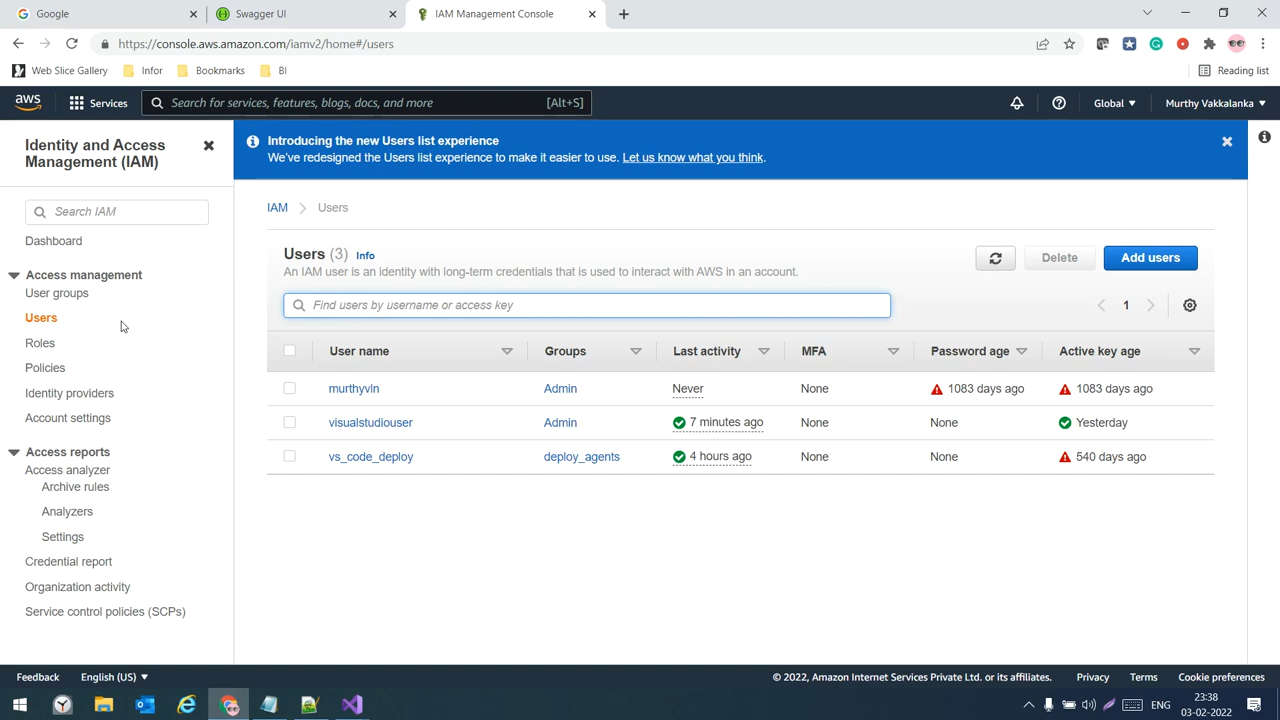 Google
Swagger UI
IAM Management Console
https://console.aws.amazon.com/iamv2/home#/users
Web Slice Gallery
Infor
Bookmarks
BI
Reading list
aws
Services
Search for services, features, blogs, docs, and more
[Alt+S]
Global
Murthy Vakkalanka
Identity and Access
Management (IAM)
Search IAM
Dashboard
Access management
User groups
Users
Roles
Policies
Identity providers
Account settings
Access reports
Access analyzer
Archive rules
Analyzers
Settings
Credential report
Organization activity
Service control policies (SCPs)
Introducing the new Users list experience
We've redesigned the Users list experience to make it easier to use. Let us know what you think.
IAM
Users
Users (3) Info
An IAM user is an identity with long-term credentials that is used to interact with AWS in an account.
Delete
Add users
Find users by username or access key
1
User name Groups Last activity MFA Password age Active key age
murthyvln Admin Never None 1083 days ago 1083 days ago
visualstudiouser Admin 7 minutes ago None None Yesterday
vs_code_deploy deploy_agents 4 hours ago None None 540 days ago
Feedback
English (US)
© 2022, Amazon Internet Services Private Ltd. or its affiliates.
Privacy
Terms
Cookie preferences
ENG
23:38
03-02-2022